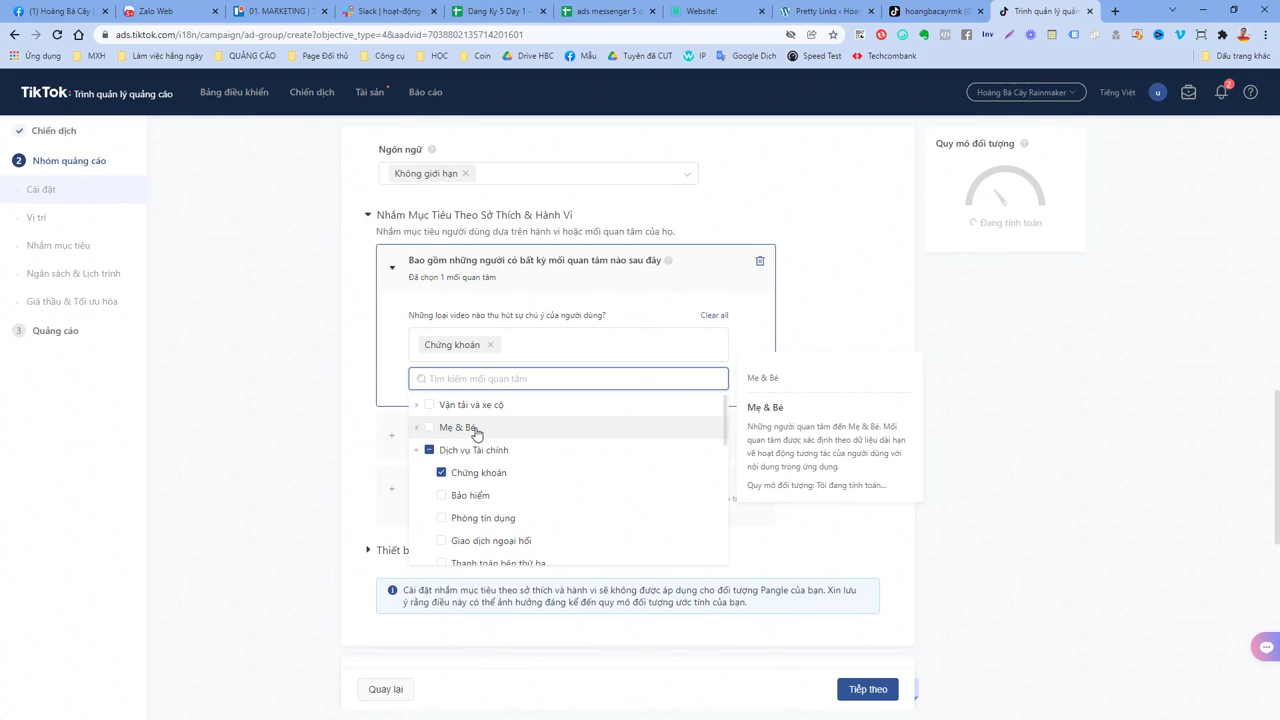 (1) Hoàng Bá Cây
Zalo Web
01. MARKETING | T
Slack | hoạt-động-
Dang Ky 5 Day 1 -
ads messenger 5 d
Website!
Pretty Links ‹ Hoan
hoangbacayrmk (@
Trình quản lý quảng
ads.tiktok.com/i18n/campaign/ad-group/create?objective_type=4&aadvid=7038802135714201601
Ứng dụng
MXH
Làm việc hằng ngày
QUẢNG CÁO
Page Đối Thủ
Công cụ
HỌC
Coin
Drive HBC
Mẫu
Tuyển Đã CUT
IP
Google Dịch
Speed Test
Techcombank
Dấu trang khác
TikTok: Trình quản lý quảng cáo
Bảng điều khiển
Chiến dịch
Tài sản
Báo cáo
Hoàng Bá Cây Rainmaker
Tiếng Việt
u
2
Chiến dịch
2 Nhóm quảng cáo
Cài đặt
Vị trí
Nhắm mục tiêu
Ngân sách & Lịch trình
Giá thầu & Tối ưu hóa
3 Quảng cáo
Ngôn ngữ
Không giới hạn
Nhắm Mục Tiêu Theo Sở Thích & Hành Vi
Nhắm mục tiêu người dùng dựa trên hành vi hoặc mối quan tâm của họ.
Bao gồm những người có bất kỳ mối quan tâm nào sau đây
Đã chọn 1 mối quan tâm
Những loại video nào thu hút sự chú ý của người dùng?
Clear all
Chứng khoán
Tìm kiếm mối quan tâm
Vận tải và xe cộ
Mẹ & Bé
Dịch vụ Tài chính
Chứng khoán
Bảo hiểm
Phòng tín dụng
Giao dịch ngoại hối
Thanh toán bên thứ ba
Thiết b
Cài đặt nhắm mục tiêu theo sở thích và hành vi sẽ không được áp dụng cho đối tượng Pangle của bạn. Xin lưu
ý rằng điều này có thể ảnh hưởng đáng kể đến quy mô đối tượng ước tính của bạn.
Quay lại
Tiếp theo
Mẹ & Bé
Mẹ & Bé
Những người quan tâm đến Mẹ & Bé. Mối
quan tâm được xác định theo dữ liệu dài hạn
về hoạt động tương tác của người dùng với
nội dung trong ứng dụng.
Quy mô đối tượng: Tôi đang tính toán...
Quy mô đối tượng
Đang tính toán